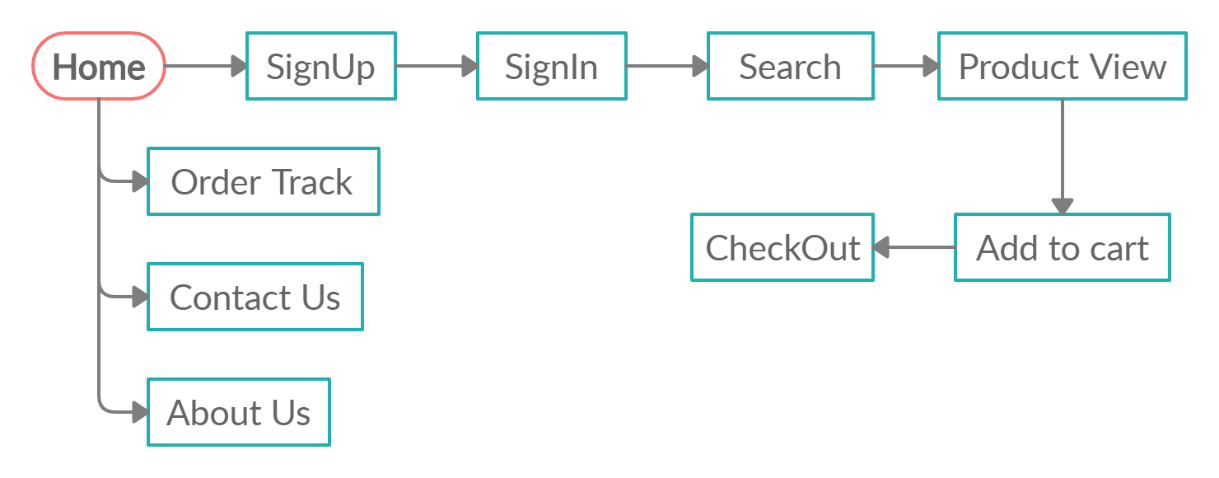 Home
SignUp
SignIn
Search
Product View
Order Track
CheckOut
Add to cart
Contact Us
About Us